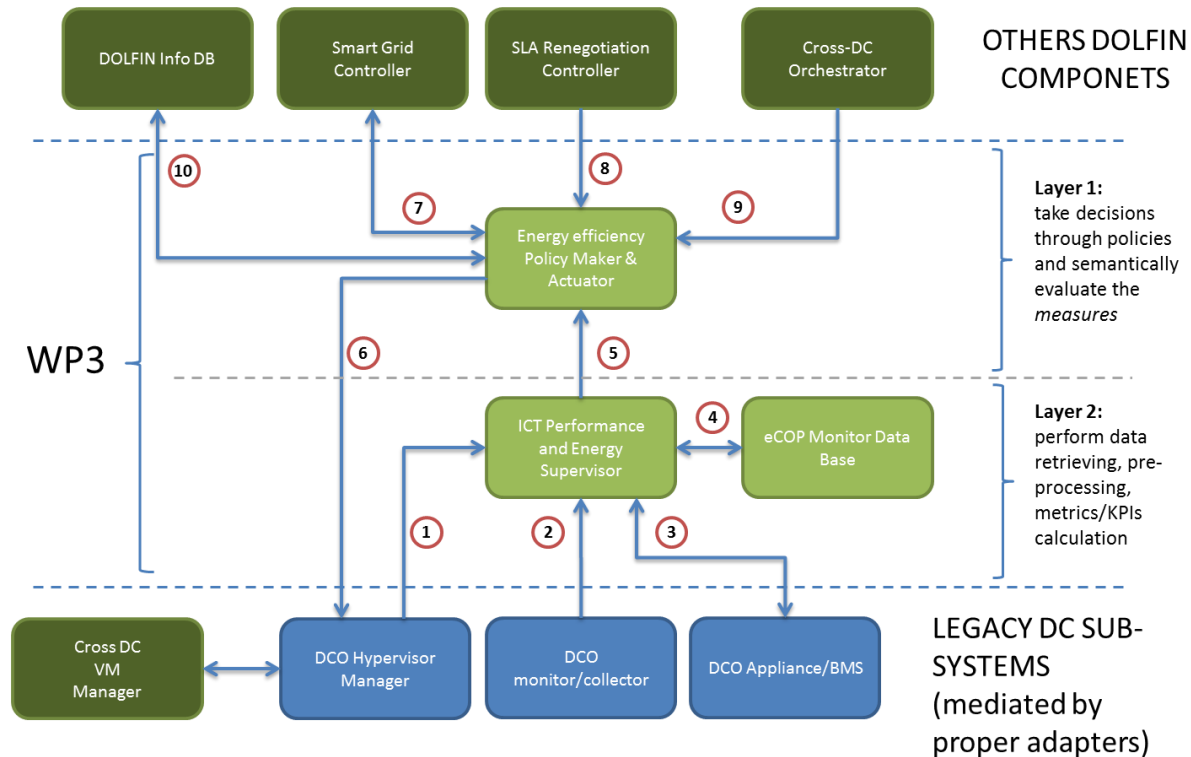 DOLFIN Info DB
Smart Grid
Controller
SLA Renegotiation
Controller
Cross-DC
Orchestrator
OTHERS DOLFIN
COMPONETS
10
7
8
9
Energy efficiency
Policy Maker &
Actuator
Layer 1:
take decisions
through policies
and semantically
evaluate the
measures
WP3
6
5
ICT Performance
and Energy
Supervisor
4
eCOP Monitor Data
Base
Layer 2:
perform data
retrieving, pre-
processing,
metrics/KPIs
calculation
1
2
3
Cross DC
VM
Manager
DCO Hypervisor
Manager
DCO
monitor/collector
DCO Appliance/BMS
LEGACY DC SUB-
SYSTEMS
(mediated by
proper adapters)